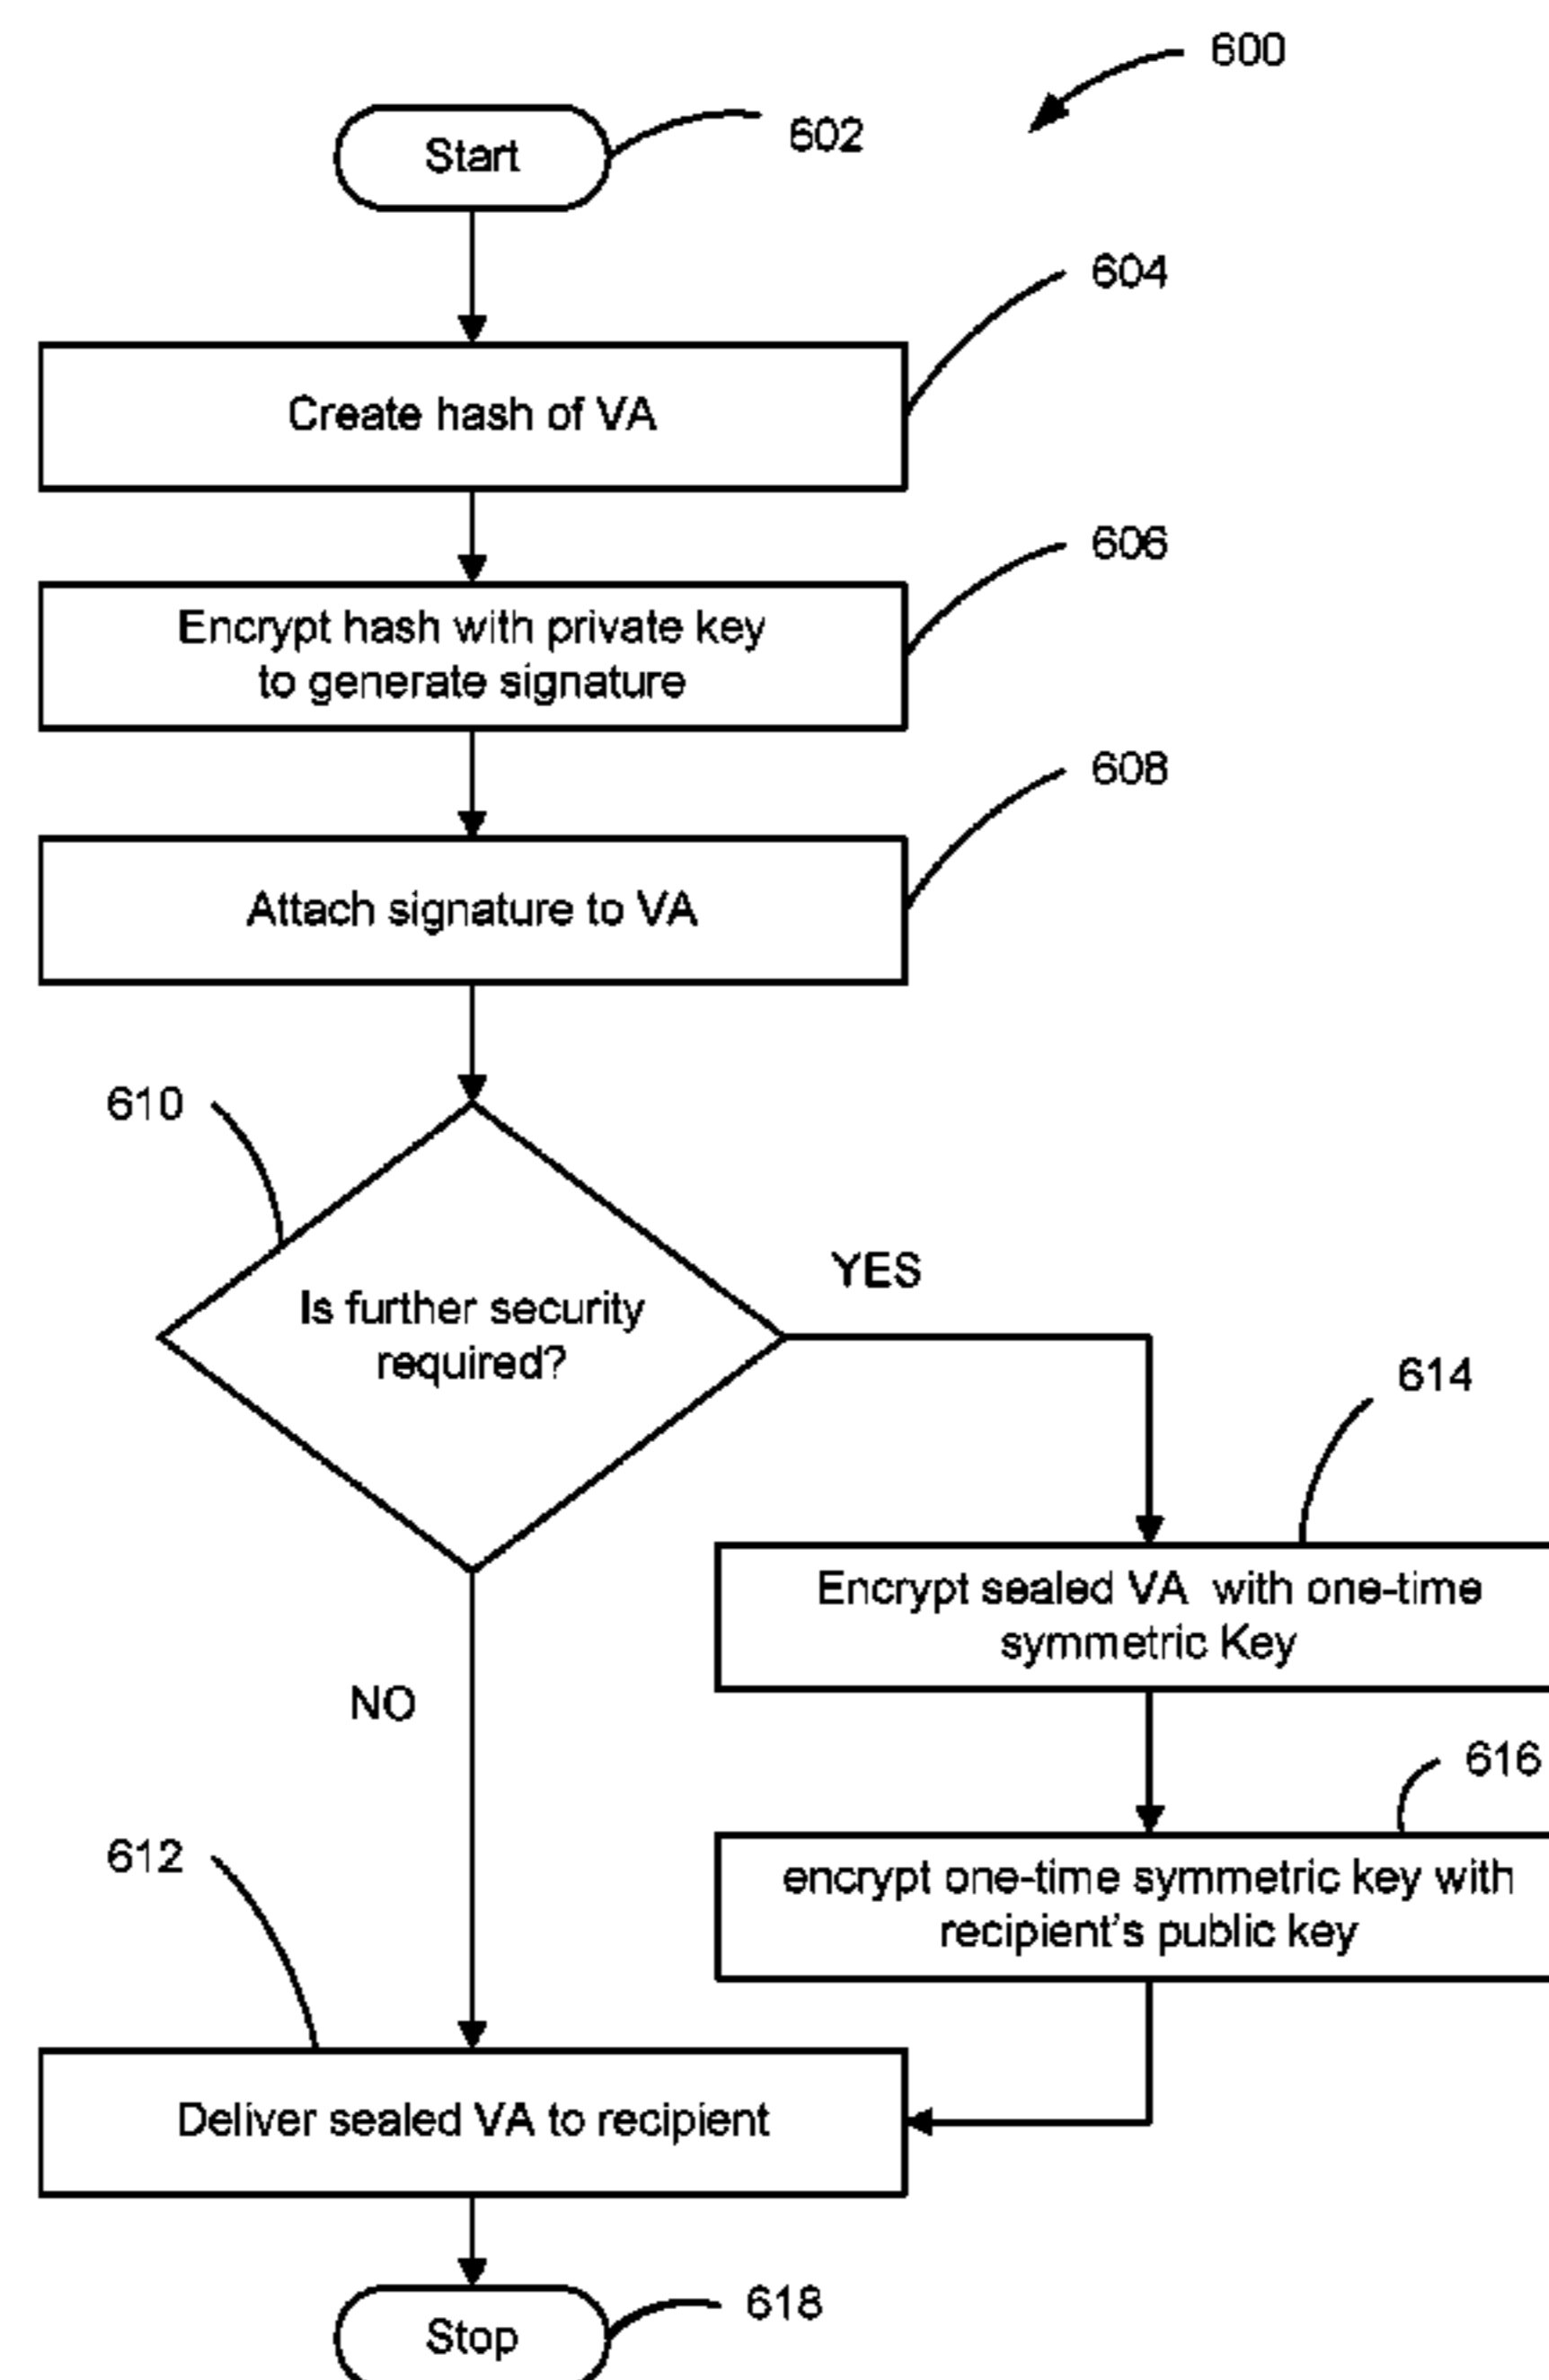 600
Start
602
604
Create hash of VA
606
Encrypt hash with private key
to generate signature
608
Attach signature to VA
610
YES
Is further security
required?
614
Encrypt sealed VA with one-time
symmetric Key
NO
616
612
encrypt one-time symmetric key with
recipient's public key
Deliver sealed VA to recipient
618
Stop